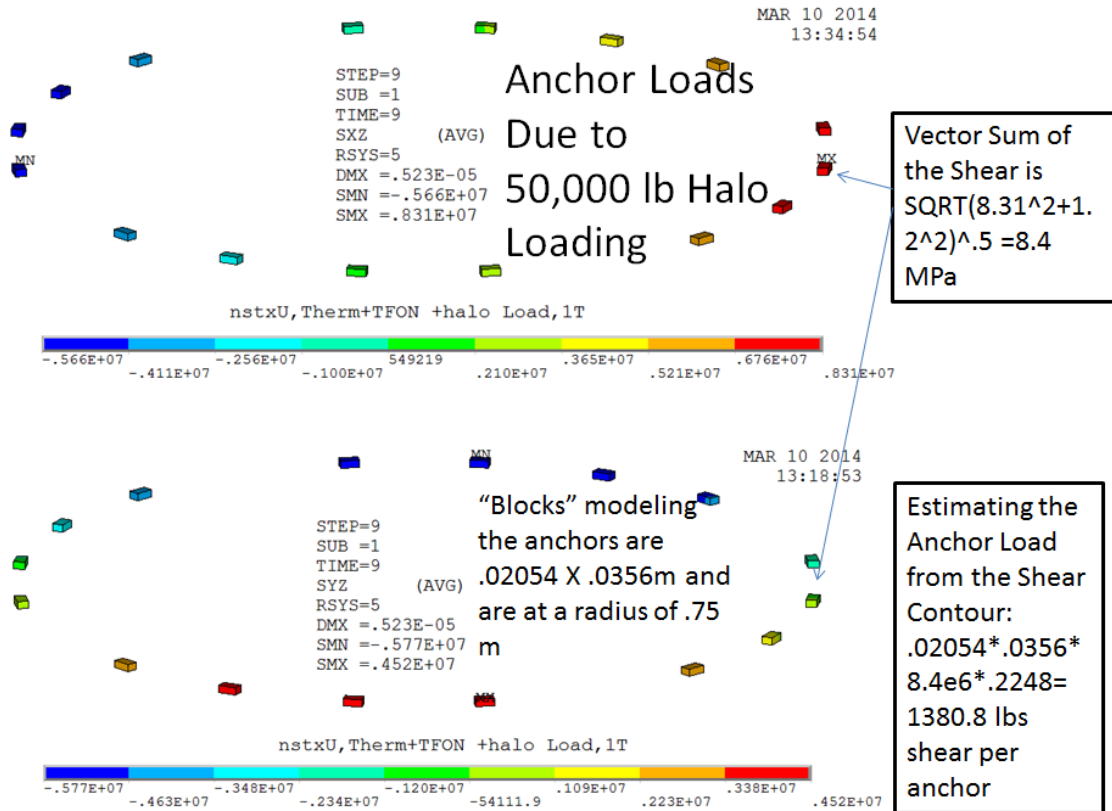 MAR 10 2014
13:34:54
STEP=9
SUB =1
TIME=9
SXZ (AVG)
RSYS=5
DMX =.523E-05
SMN =-.566E+07
SMX =.831E+07
Anchor Loads
Due to
50,000 lb Halo
Loading
MN
MX
Vector Sum of
the Shear is
SQRT(8.31^2+1.
2^2)^.5 =8.4
MPa
nstxU,Therm+TFON +halo Load,1T
-.566E+07 -.256E+07 549219 .365E+07 .676E+07
-.411E+07 -.100E+07 .210E+07 .521E+07 .831E+07
MN
MAR 10 2014
13:18:53
STEP=9
SUB =1
TIME=9
SYZ (AVG)
RSYS=5
DMX =.523E-05
SMN =-.577E+07
SMX =.452E+07
"Blocks" modeling
the anchors are
.02054 X .0356m and
are at a radius of .75
m
MX
Estimating the
Anchor Load
from the Shear
Contour:
.02054*.0356*
8.4e6*.2248=
1380.8 lbs
shear per
anchor
nstxU,Therm+TFON +halo Load,1T
-.577E+07 -.348E+07 -.120E+07 .109E+07 .338E+07
-.463E+07 -.234E+07 -54111.9 .223E+07 .452E+07